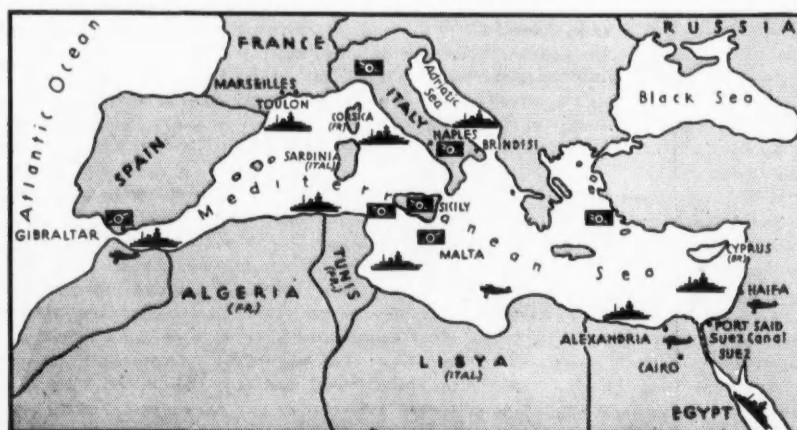 RUSSIA
FRANCE
Atlantic Ocean
Adriatic
Sea
Black Sea
MARSEILLES
TOULON
ITALY
CORSICA
(FR.)
NAPLES
BRINDISI
SPAIN
SARDINIA
(ITAL)
Mediterranean Sea
SICILY
GIBRALTAR
MALTA
CYPRUS
(BR)
HAIFA
ALGERIA
(FR.)
TUNIS
(FR.)
ALEXANDRIA
PORT SAID
Suez Canal
SUEZ
LIBYA
(ITAL)
CAIRO
EGYPT